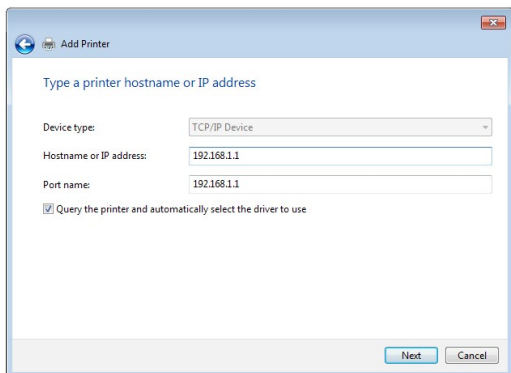 Add Printer
Type a printer hostname or IP address
Device type: TCP/IP Device
Hostname or IP address: 192.168.1.1
Port name: 192.168.1.1
Query the printer and automatically select the driver to use
Next Cancel